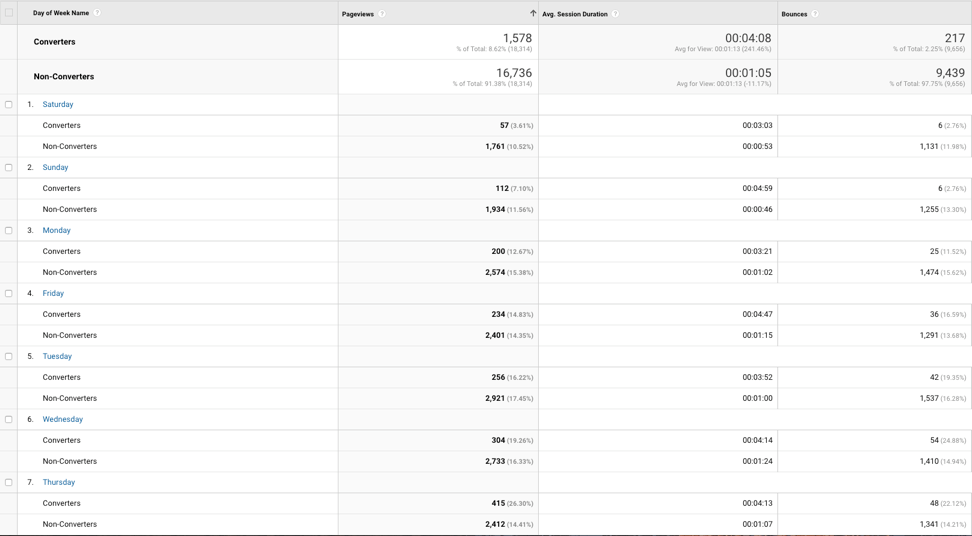 Day of Week Name ? Pageviews ? ↑ Avg. Session Duration ? Bounces ?
Converters 1,578 00:04:08 217
% of Total: 8.62% (18,314) Avg for View: 00:01:13 (241.46%) % of Total: 2.25% (9,656)
Non-Converters 16,736 00:01:05 9,439
% of Total: 91.38% (18,314) Avg for View: 00:01:13 (-11.17%) % of Total: 97.75% (9,656)
1. Saturday
Converters 57 (3.61%) 00:03:03 6 (2.76%)
Non-Converters 1,761 (10.52%) 00:00:53 1,131 (11.98%)
2. Sunday
Converters 112 (7.10%) 00:04:59 6 (2.76%)
Non-Converters 1,934 (11.56%) 00:00:46 1,255 (13.30%)
3. Monday
Converters 200 (12.67%) 00:03:21 25 (11.52%)
Non-Converters 2,574 (15.38%) 00:01:02 1,474 (15.62%)
4. Friday
Converters 234 (14.83%) 00:04:47 36 (16.59%)
Non-Converters 2,401 (14.35%) 00:01:15 1,291 (13.68%)
5. Tuesday
Converters 256 (16.22%) 00:03:52 42 (19.35%)
Non-Converters 2,921 (17.45%) 00:01:00 1,537 (16.28%)
6. Wednesday
Converters 304 (19.26%) 00:04:14 54 (24.88%)
Non-Converters 2,733 (16.33%) 00:01:24 1,410 (14.94%)
7. Thursday
Converters 415 (26.30%) 00:04:13 48 (22.12%)
Non-Converters 2,412 (14.41%) 00:01:07 1,341 (14.21%)